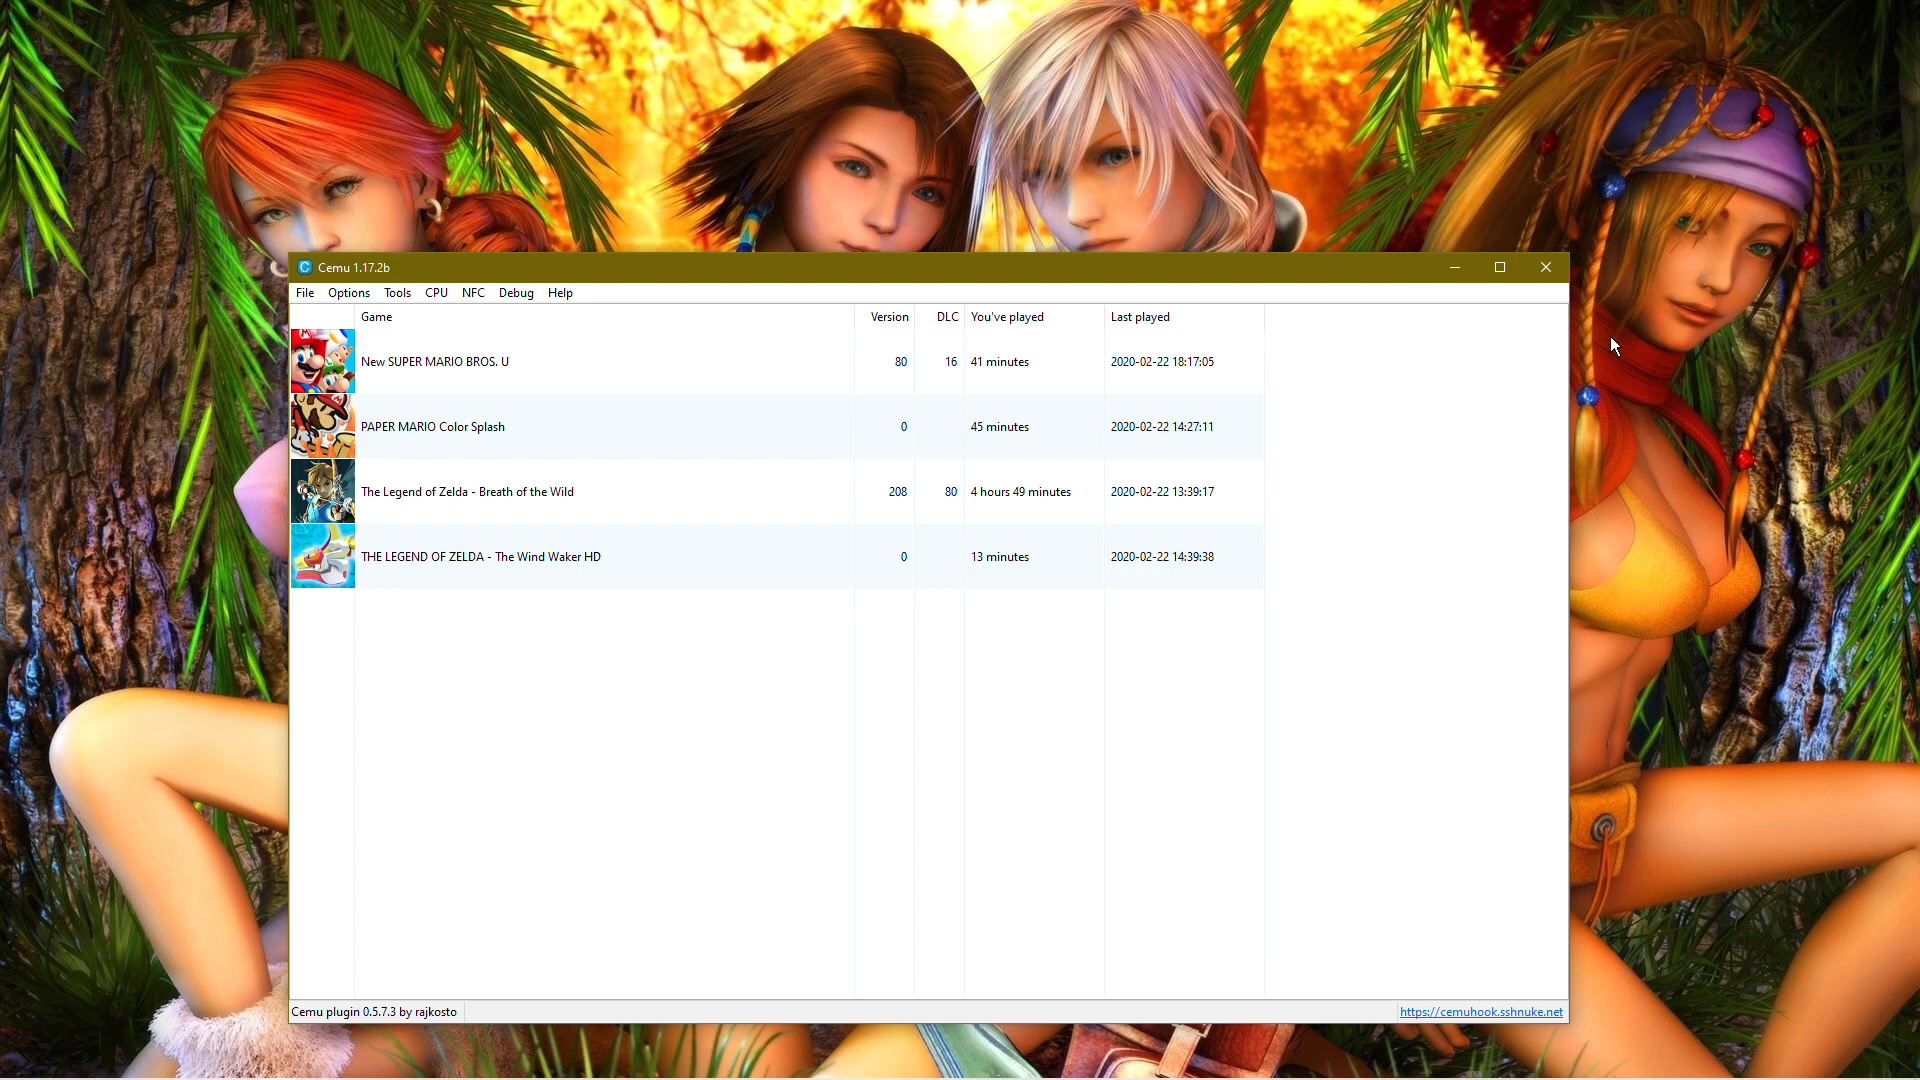 Cemu 1.17.2b
File Options Tools CPU NFC Debug Help
Game Version DLC You've played Last played
New SUPER MARIO BROS. U 80 16 41 minutes 2020-02-22 18:17:05
PAPER MARIO Color Splash 0 45 minutes 2020-02-22 14:27:11
The Legend of Zelda - Breath of the Wild 208 80 4 hours 49 minutes 2020-02-22 13:39:17
THE LEGEND OF ZELDA - The Wind Waker HD 0 13 minutes 2020-02-22 14:39:38
Cemu plugin 0.5.7.3 by rajkosto https://cemuhook.sshnuke.net